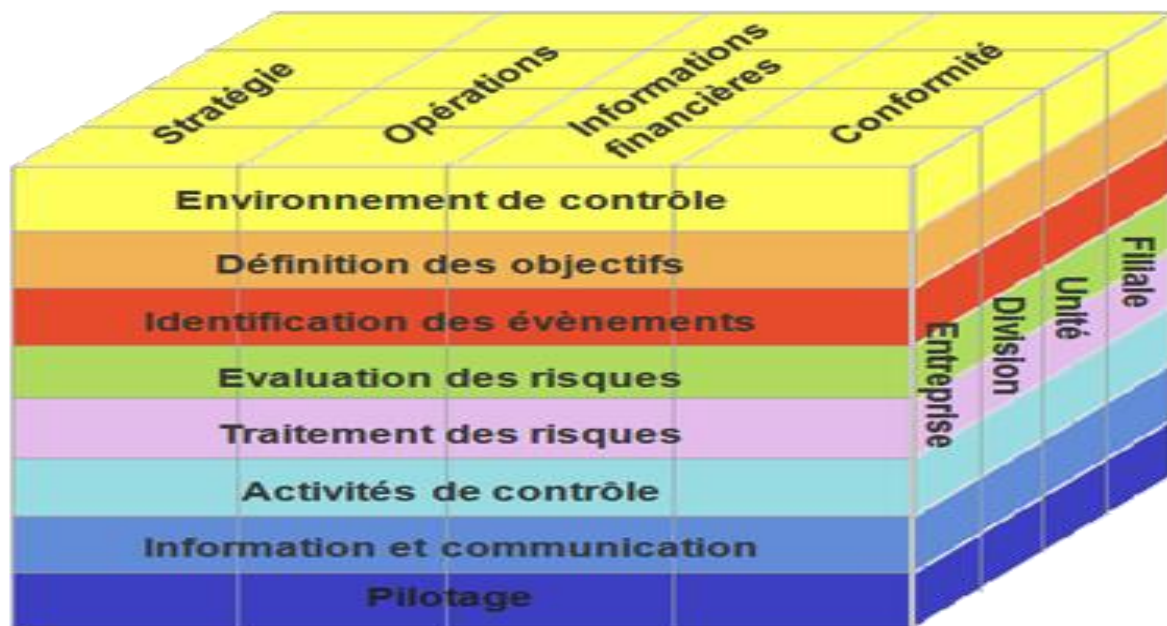 Stratégie
Opérations
Informations
financières
Conformité
Environnement de contrôle
Définition des objectifs
Identification des évènements
Evaluation des risques
Traitement des risques
Activités de contrôle
Information et communication
Pilotage
Entreprise
Division
Unité
Filiale